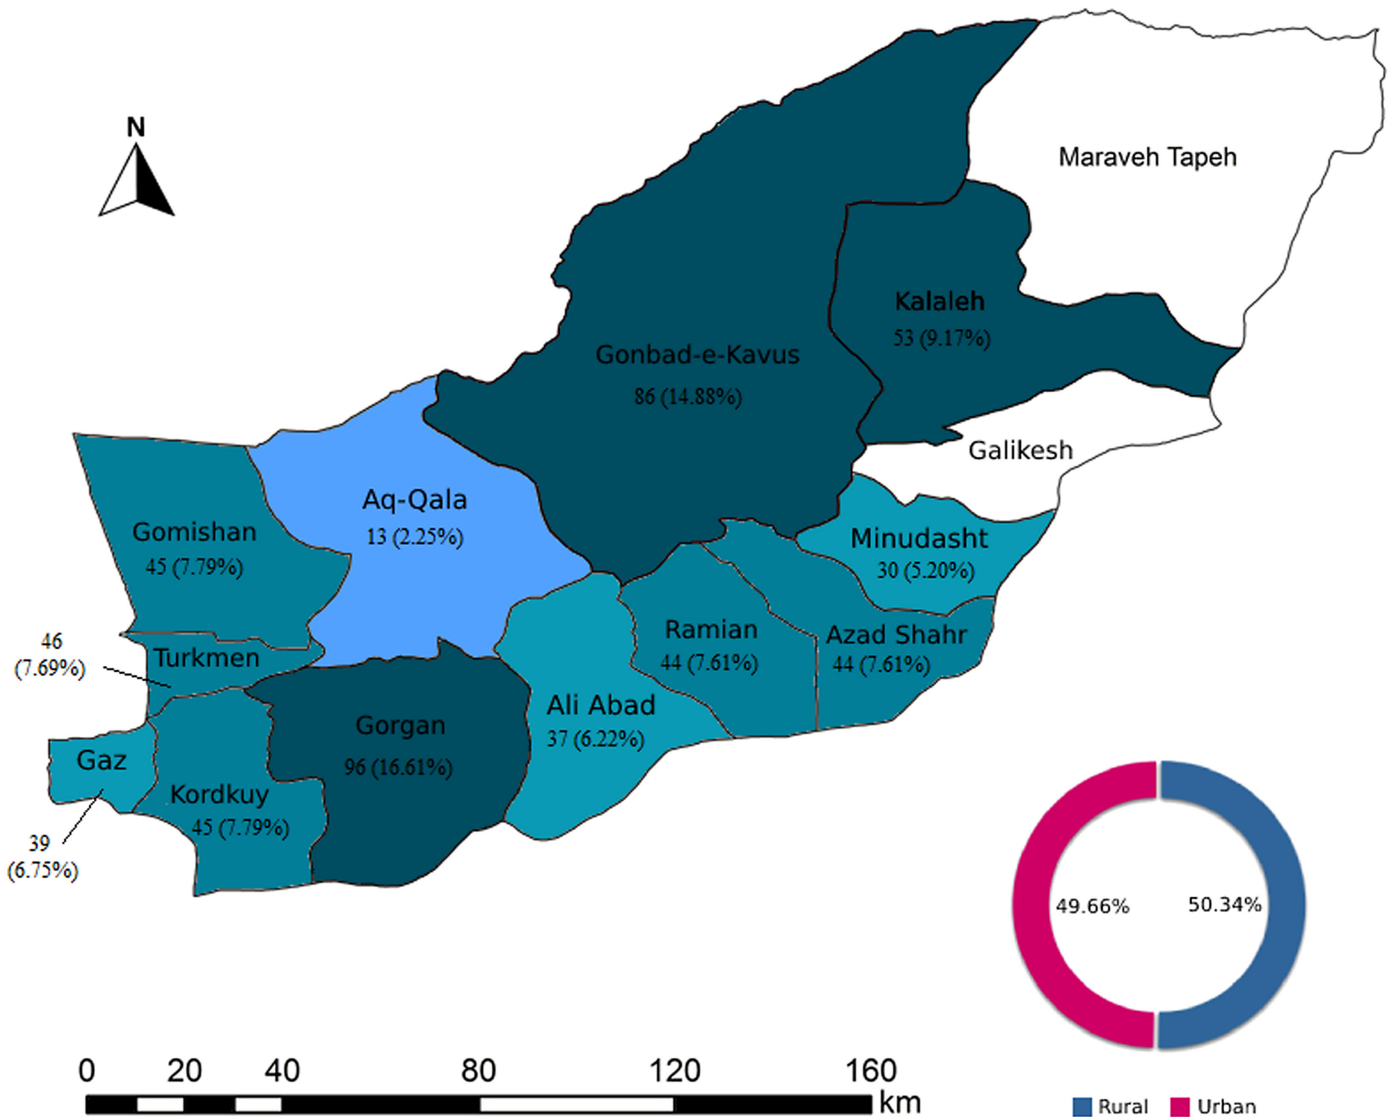 N
Maraveh Tapeh
Kalaleh
53 (9.17%)
Gonbad-e-Kavus
86 (14.88%)
Galikesh
Aq-Qala
13 (2.25%)
Gomishan
45 (7.79%)
Minudasht
30 (5.20%)
Ramian
44 (7.61%)
Azad Shahr
44 (7.61%)
46
(7.69%)
Turkmen
Ali Abad
37 (6.22%)
Gorgan
96 (16.61%)
Gaz
Kordkuy
45 (7.79%)
39
(6.75%)
49.66%
50.34%
0 20 40 80 120 160
km
Rural
Urban